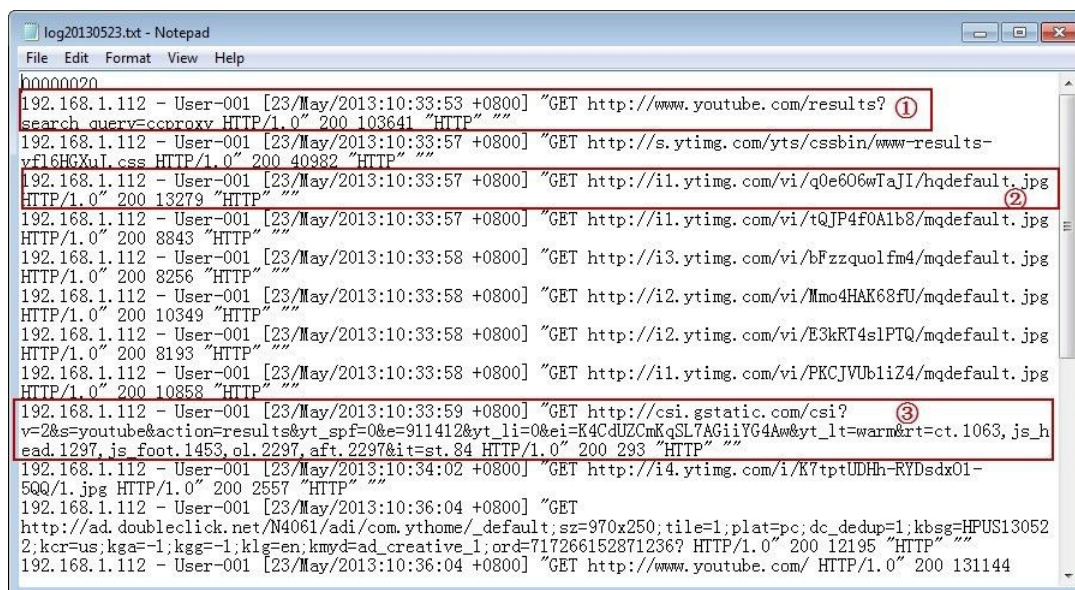 log20130523.txt - Notepad
File Edit Format View Help
00000020
192.168.1.112 - User-001 [23/May/2013:10:33:53 +0800] "GET http://www.youtube.com/results?
search_query=ccproxy HTTP/1.0" 200 103641 "HTTP" ""
①
192.168.1.112 - User-001 [23/May/2013:10:33:57 +0800] "GET http://s.ytimg.com/yts/cssbin/www-results-
vfl6HGXuI.css HTTP/1.0" 200 40982 "HTTP" ""
192.168.1.112 - User-001 [23/May/2013:10:33:57 +0800] "GET http://i1.ytimg.com/vi/q0e6O6wTaJI/hqdefault.jpg
HTTP/1.0" 200 13279 "HTTP" ""
②
192.168.1.112 - User-001 [23/May/2013:10:33:57 +0800] "GET http://i1.ytimg.com/vi/tQJP4f0A1b8/mqdefault.jpg
HTTP/1.0" 200 8843 "HTTP" ""
192.168.1.112 - User-001 [23/May/2013:10:33:58 +0800] "GET http://i3.ytimg.com/vi/bFzzquolfm4/mqdefault.jpg
HTTP/1.0" 200 8256 "HTTP" ""
192.168.1.112 - User-001 [23/May/2013:10:33:58 +0800] "GET http://i2.ytimg.com/vi/Mmo4HAK68fU/mqdefault.jpg
HTTP/1.0" 200 10349 "HTTP" ""
192.168.1.112 - User-001 [23/May/2013:10:33:58 +0800] "GET http://i2.ytimg.com/vi/E3kRT4slPTQ/mqdefault.jpg
HTTP/1.0" 200 8193 "HTTP" ""
192.168.1.112 - User-001 [23/May/2013:10:33:58 +0800] "GET http://i1.ytimg.com/vi/PKCJVUbliZ4/mqdefault.jpg
HTTP/1.0" 200 10858 "HTTP" ""
192.168.1.112 - User-001 [23/May/2013:10:33:59 +0800] "GET http://csi.gstatic.com/csi?
③
v=2&s=youtube&action=results&yt_spf=0&e=911412&yt_li=0&ei=K4CdUZCmKqSL7AGiiYG4Aw&yt_lt=warm&rt=ct.1063,js_h
ead.1297,js_foot.1453,ol.2297,aft.2297&it=st.84 HTTP/1.0" 200 293 "HTTP" ""
192.168.1.112 - User-001 [23/May/2013:10:34:02 +0800] "GET http://i4.ytimg.com/i/K7tptUDHh-RYDsdxO1-
5QQ/1.jpg HTTP/1.0" 200 2557 "HTTP" ""
192.168.1.112 - User-001 [23/May/2013:10:36:04 +0800] "GET
http://ad.doubleclick.net/N4061/adi/com.ythome/_default;sz=970x250;tile=1;plat=pc;dc_dedup=1;kbsg=HPUS13052
2;kcr=us;kga=-1;kgg=-1;klg=en;kmyd=ad_creative_1;ord=717266152871236? HTTP/1.0" 200 12195 "HTTP" ""
192.168.1.112 - User-001 [23/May/2013:10:36:04 +0800] "GET http://www.youtube.com/ HTTP/1.0" 200 131144